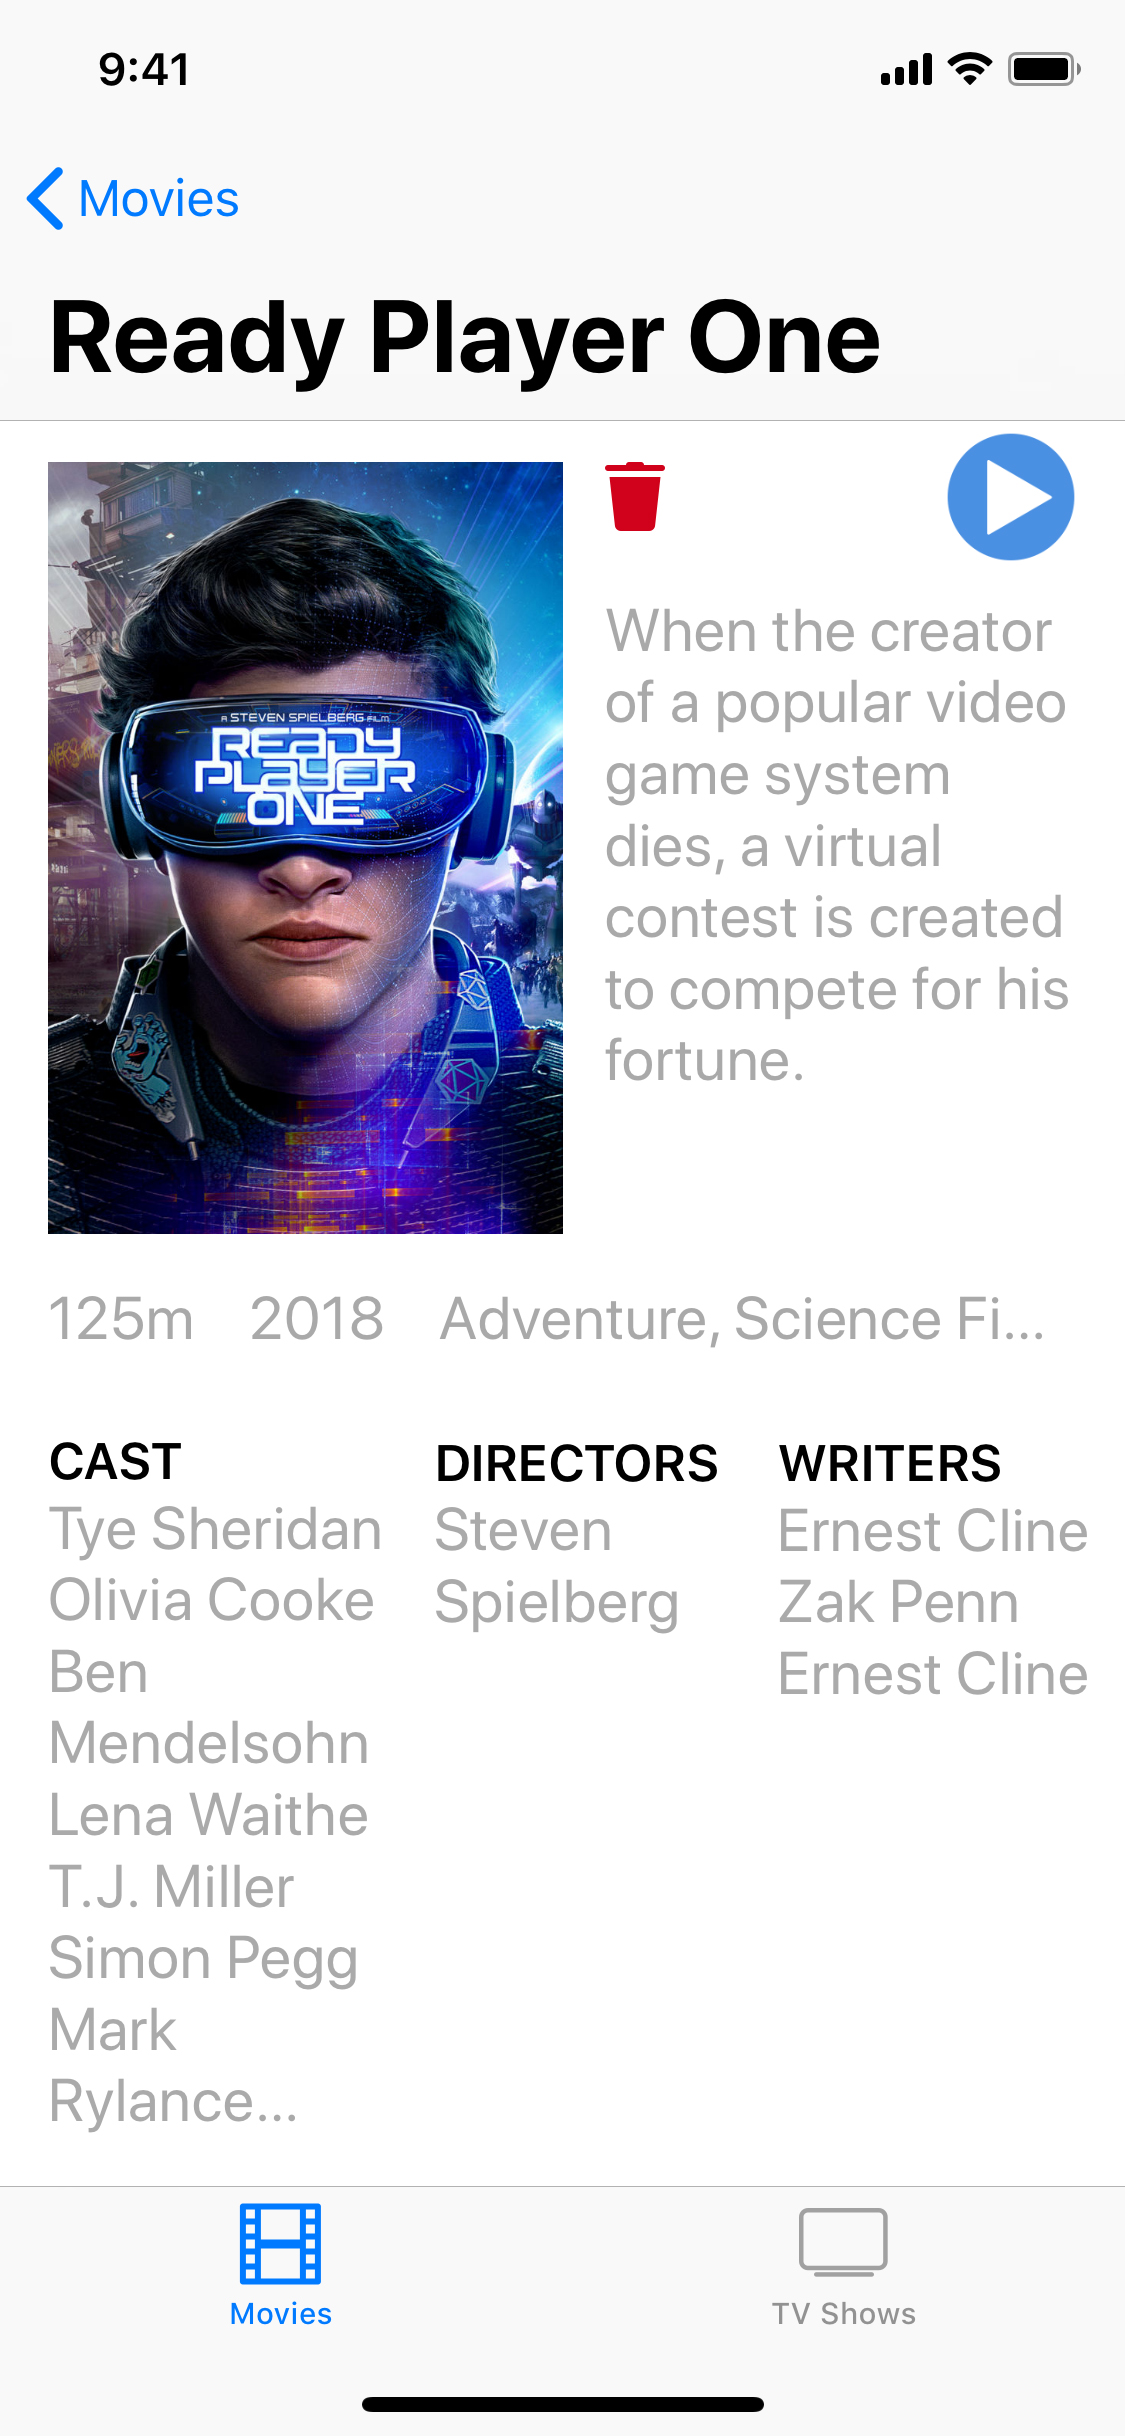 9:41
Movies
Ready Player One
A STEVEN SPIELBERG FILM
READY
PLAYER
ONE
When the creator
of a popular video
game system
dies, a virtual
contest is created
to compete for his
fortune.
125m 2018 Adventure, Science Fi...
CAST
Tye Sheridan
Olivia Cooke
Ben
Mendelsohn
Lena Waithe
T.J. Miller
Simon Pegg
Mark
Rylance...
DIRECTORS
Steven
Spielberg
WRITERS
Ernest Cline
Zak Penn
Ernest Cline
Movies
TV Shows